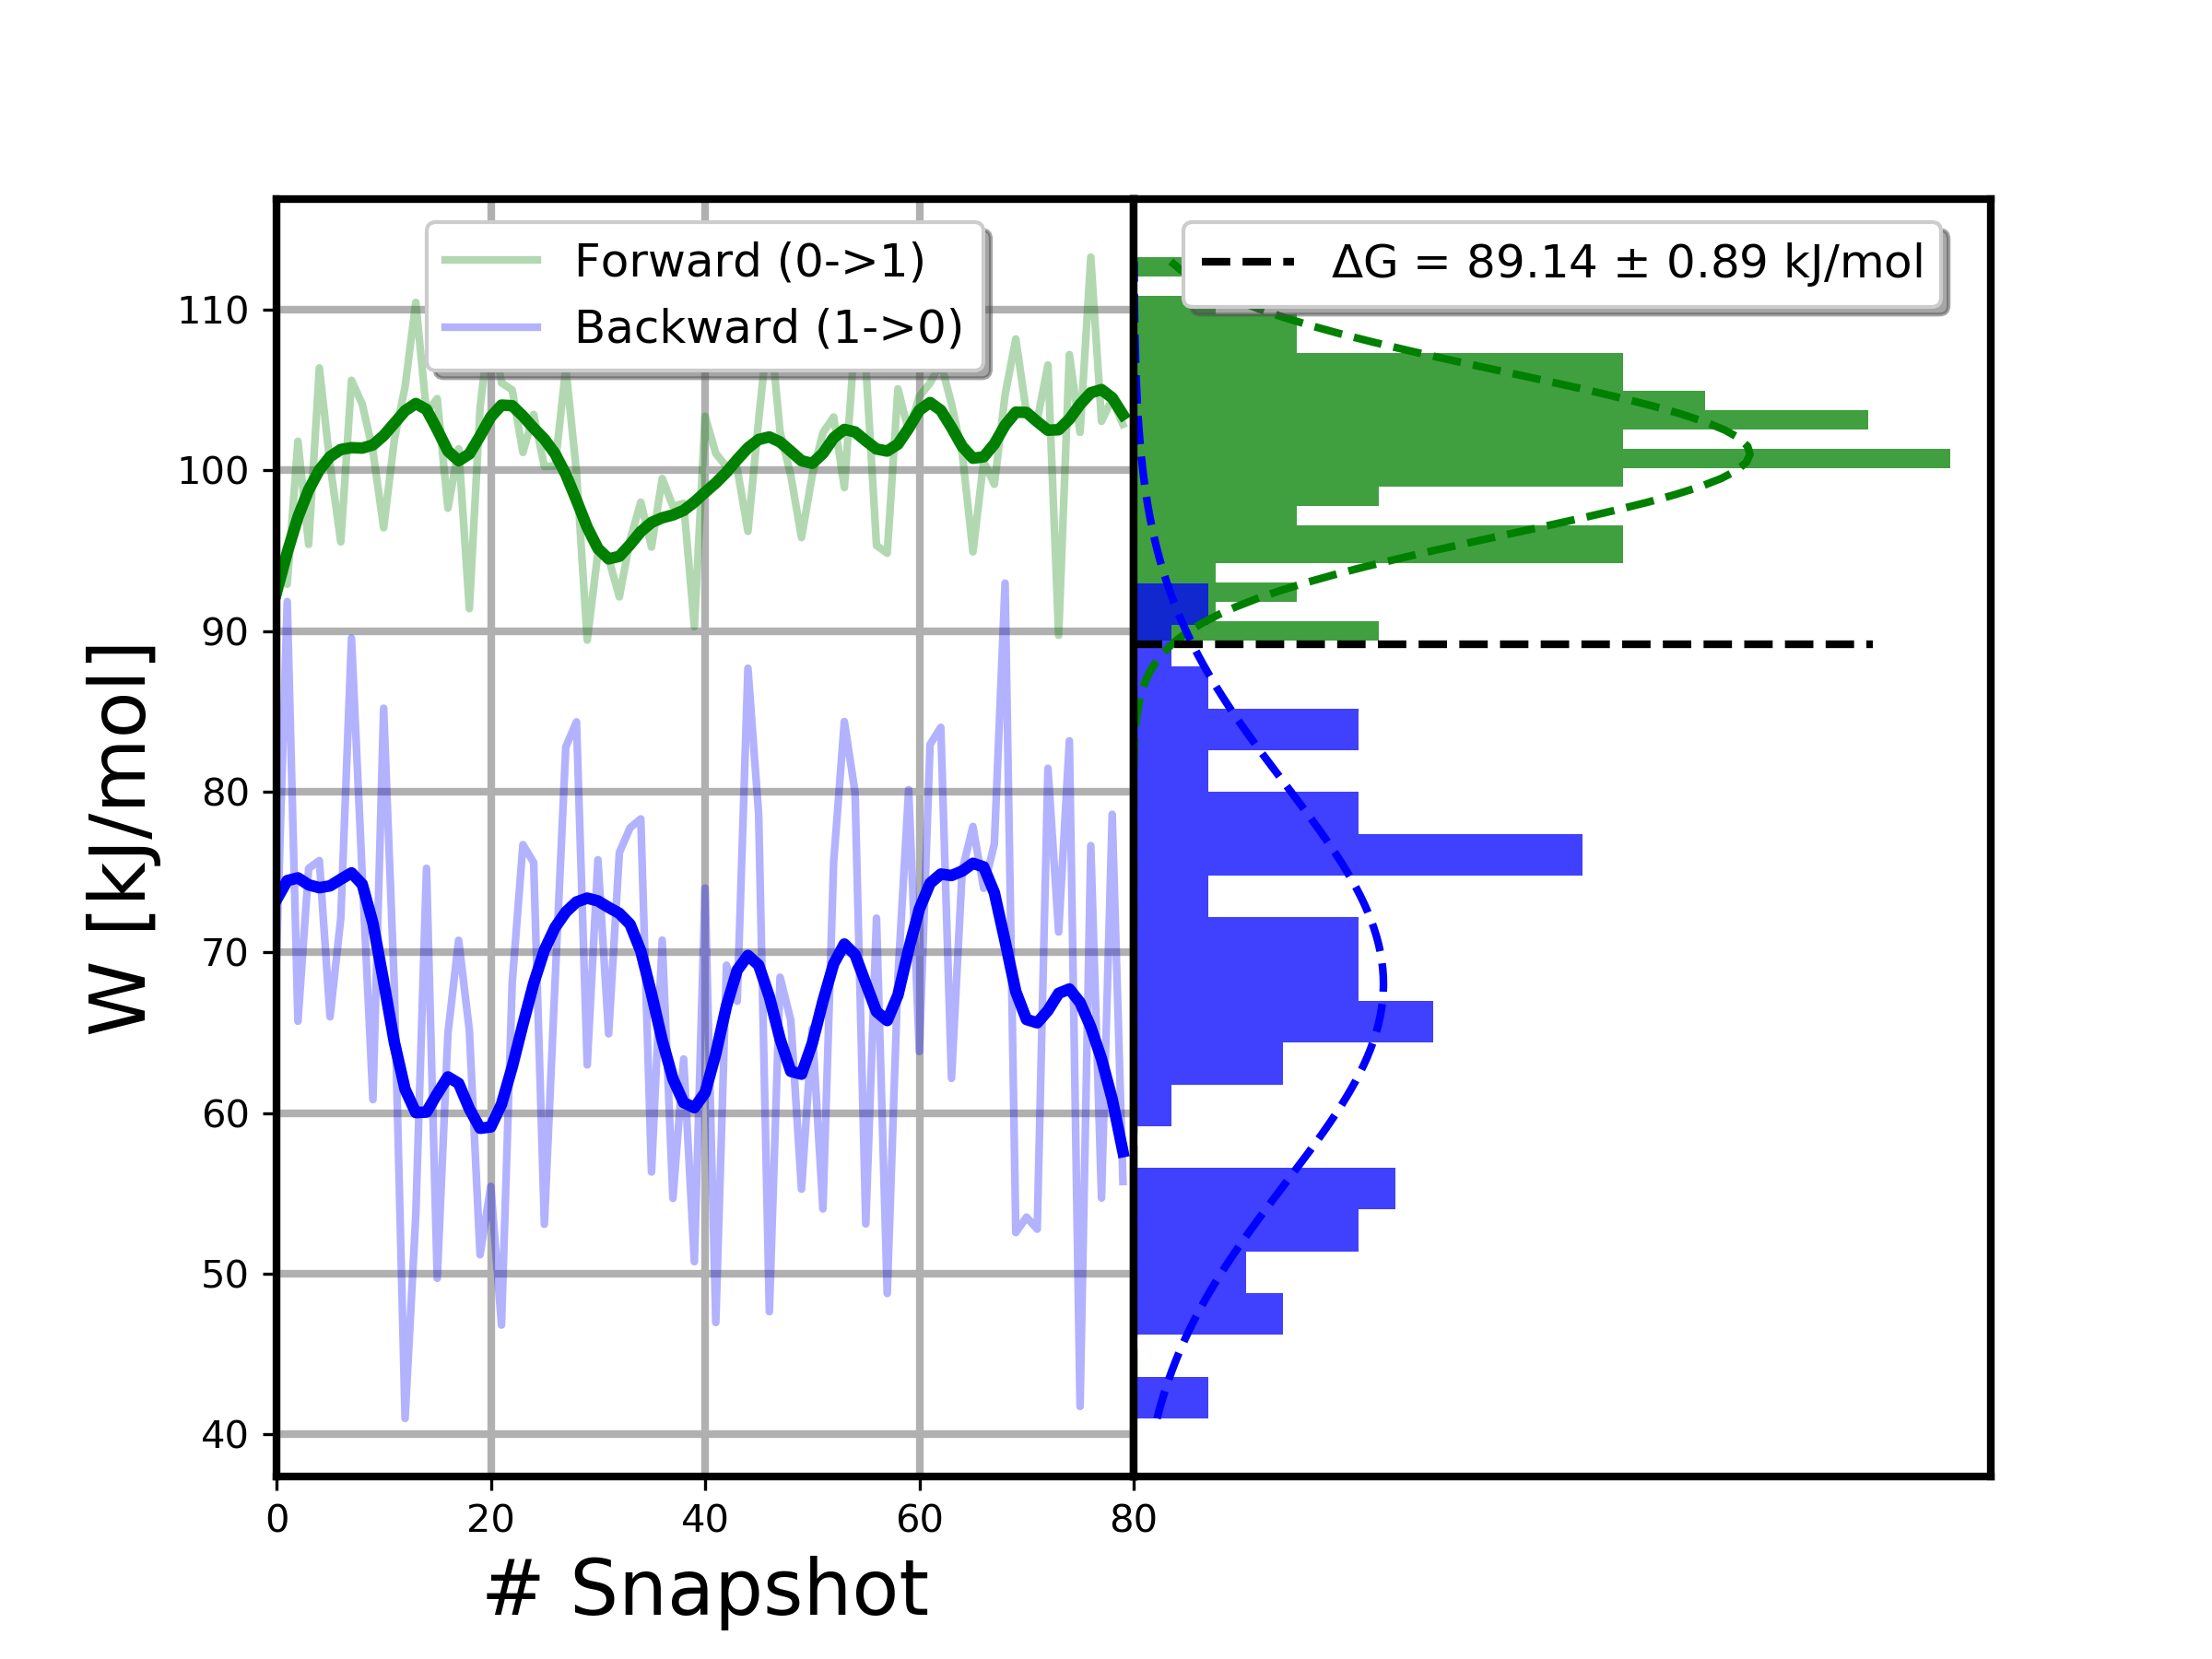 Forward (0->1)
Backward (1->0)
ΔG = 89.14 ± 0.89 kJ/mol
W [kJ/mol]
110
100
90
80
70
60
50
40
0 20 40 60 80
# Snapshot